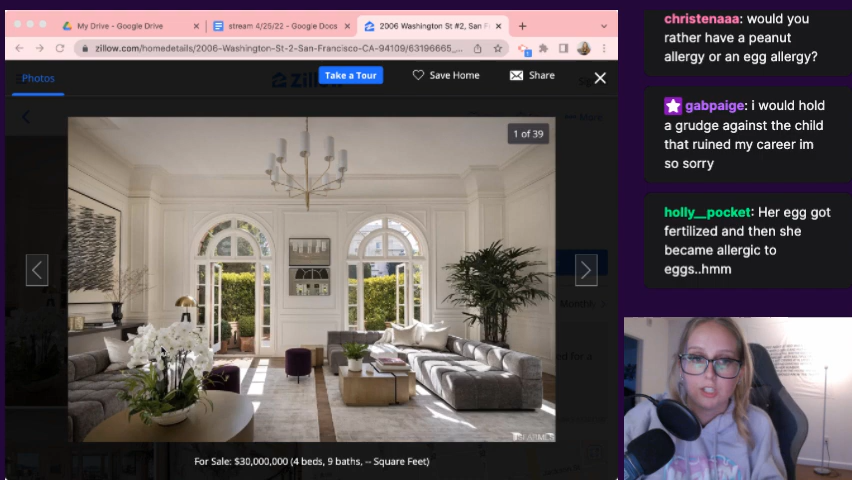 My Drive - Google Drive
stream 4/25/22 - Google Docs
2006 Washington St #2, San F
zillow.com/homedetails/2006-Washington-St-2-San-Francisco-CA-94109/63196665_...
Photos
Zillow
Take a Tour
Save Home
Share
More
1 of 39
For Sale: $30,000,000 (4 beds, 9 baths, -- Square Feet)
christenaaa: would you
rather have a peanut
allergy or an egg allergy?
gabpaige: i would hold
a grudge against the child
that ruined my career im
so sorry
holly__pocket: Her egg got
fertilized and then she
became allergic to
eggs..hmm